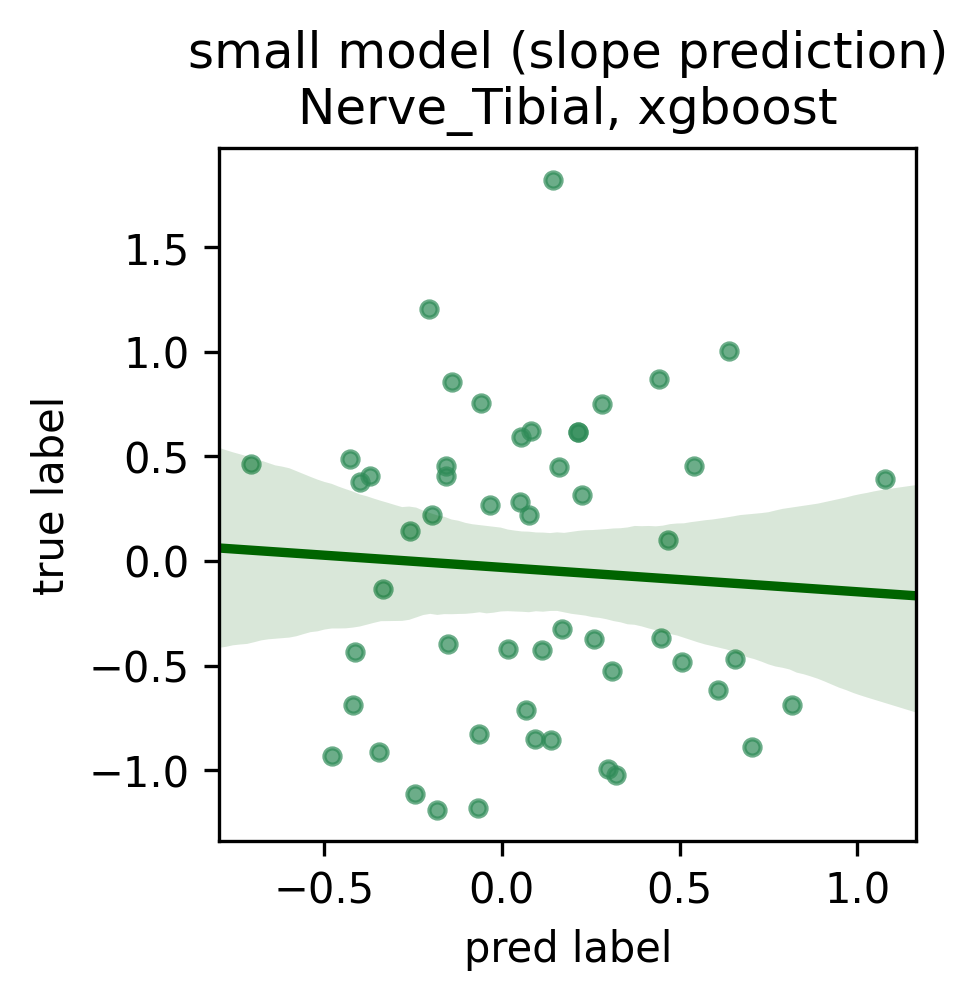 small model (slope prediction)
Nerve_Tibial, xgboost
1.5
1.0
0.5
0.0
−0.5
−1.0
true label
−0.5
0.0
0.5
1.0
pred label